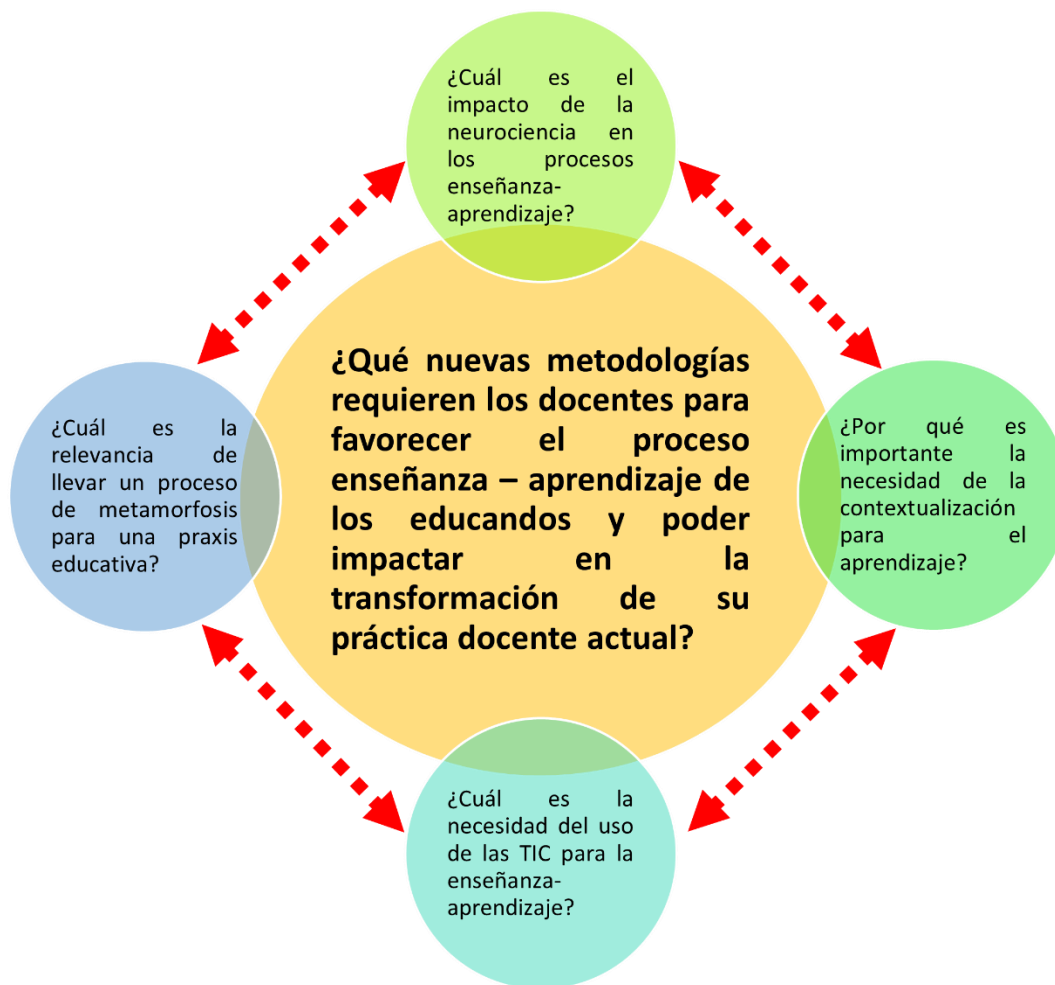 ¿Cuál es el
impacto de la
neurociencia en
los procesos
enseñanza-
aprendizaje?
¿Qué nuevas metodologías
requieren los docentes para
favorecer el proceso
enseñanza – aprendizaje de
los educandos y poder
impactar en la
transformación de su
práctica docente actual?
¿Cuál es la
relevancia de
llevar un proceso
de metamorfosis
para una praxis
educativa?
¿Por qué es
importante la
necesidad de la
contextualización
para el
aprendizaje?
¿Cuál es la
necesidad del uso
de las TIC para la
enseñanza-
aprendizaje?